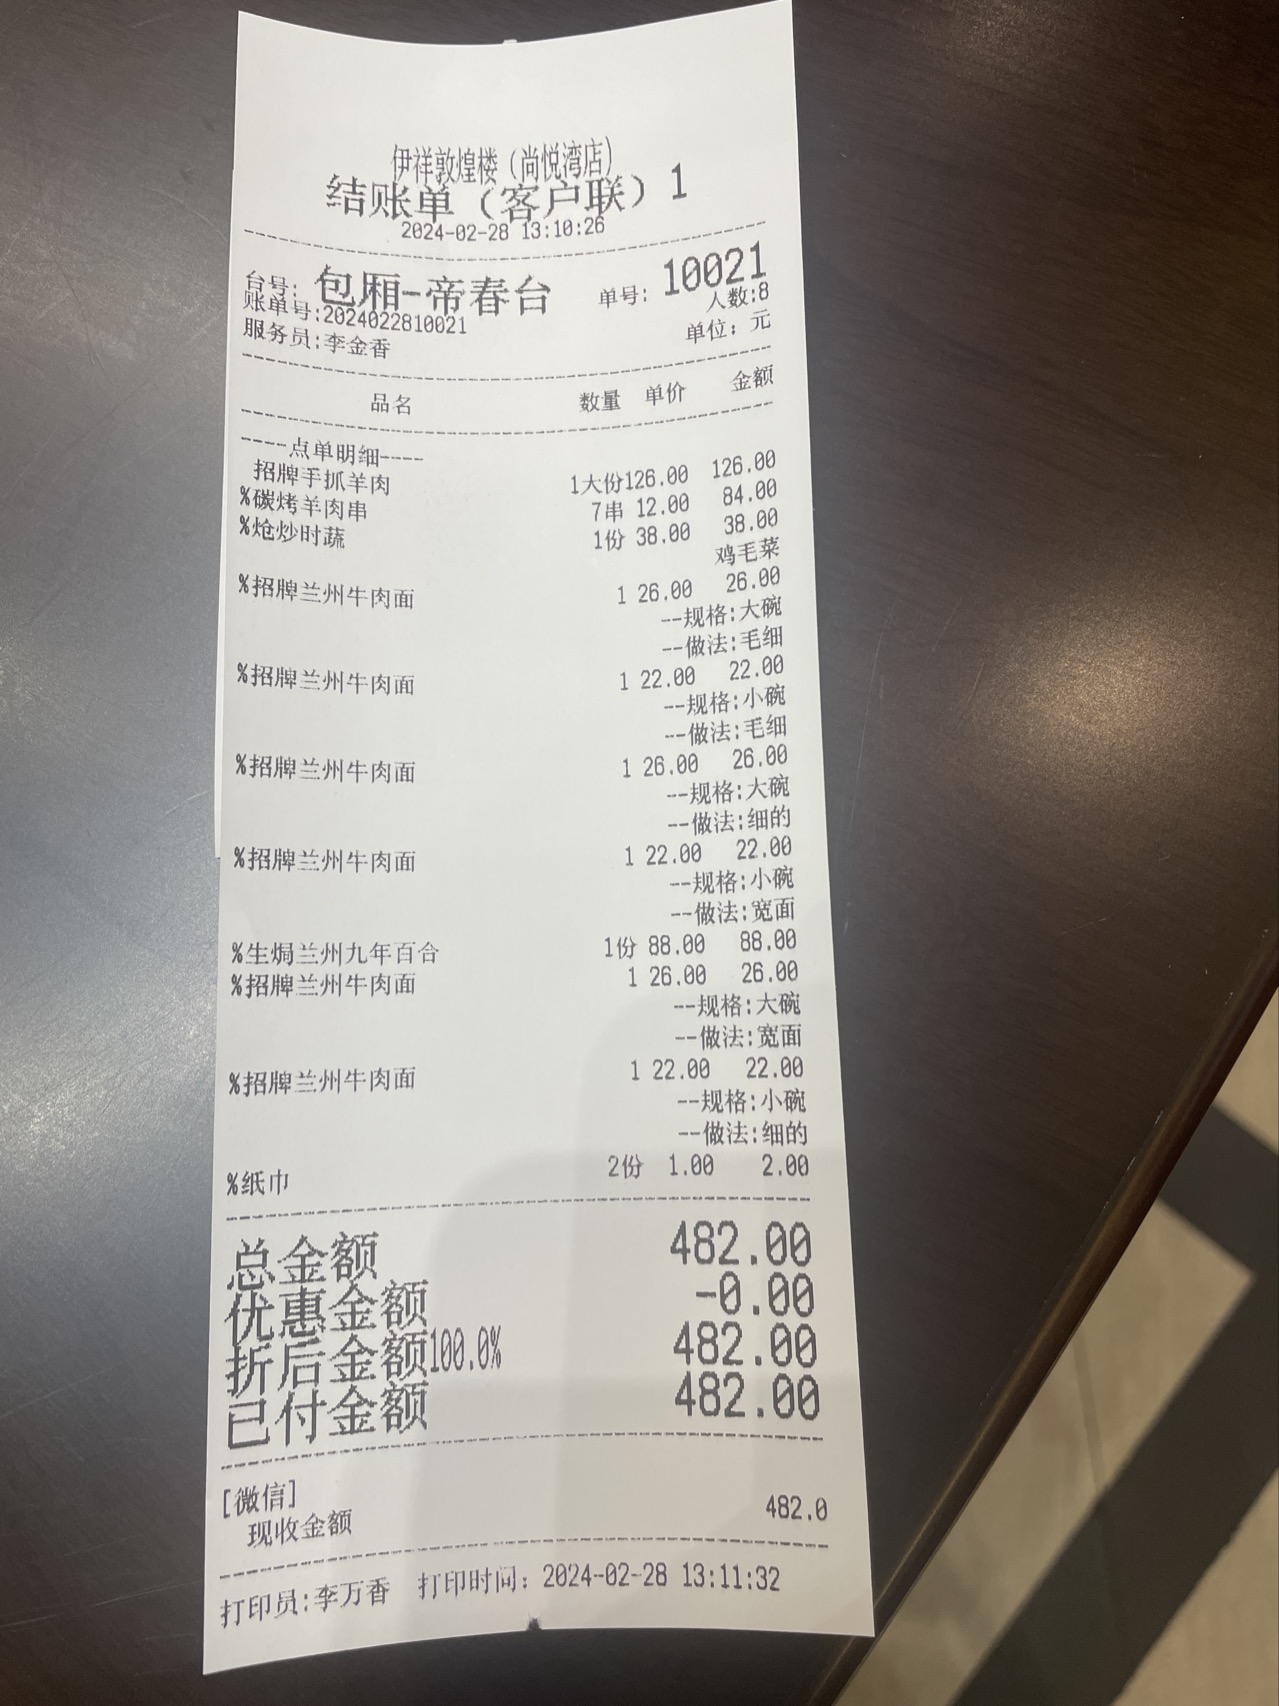 伊祥敦煌楼（尚悦湾店）
结账单（客户联）1
2024-02-28 13:10:26
台号: 包厢-帝春台 单号: 10021
账单号:2024022810021 人数:8
服务员:李金香 单位: 元
品名 数量 单价 金额
----点单明细----
招牌手抓羊肉 1大份126.00 126.00
%碳烤羊肉串 7串 12.00 84.00
%炝炒时蔬 1份 38.00 38.00
鸡毛菜
%招牌兰州牛肉面 1 26.00 26.00
--规格:大碗
--做法:毛细
%招牌兰州牛肉面 1 22.00 22.00
--规格:小碗
--做法:毛细
%招牌兰州牛肉面 1 26.00 26.00
--规格:大碗
--做法:细的
%招牌兰州牛肉面 1 22.00 22.00
--规格:小碗
--做法:宽面
%生焗兰州九年百合 1份 88.00 88.00
%招牌兰州牛肉面 1 26.00 26.00
--规格:大碗
--做法:宽面
%招牌兰州牛肉面 1 22.00 22.00
--规格:小碗
--做法:细的
%纸巾 2份 1.00 2.00
总金额 482.00
优惠金额 -0.00
折后金额100.0% 482.00
已付金额 482.00
[微信]
现收金额 482.0
打印员:李万香 打印时间: 2024-02-28 13:11:32